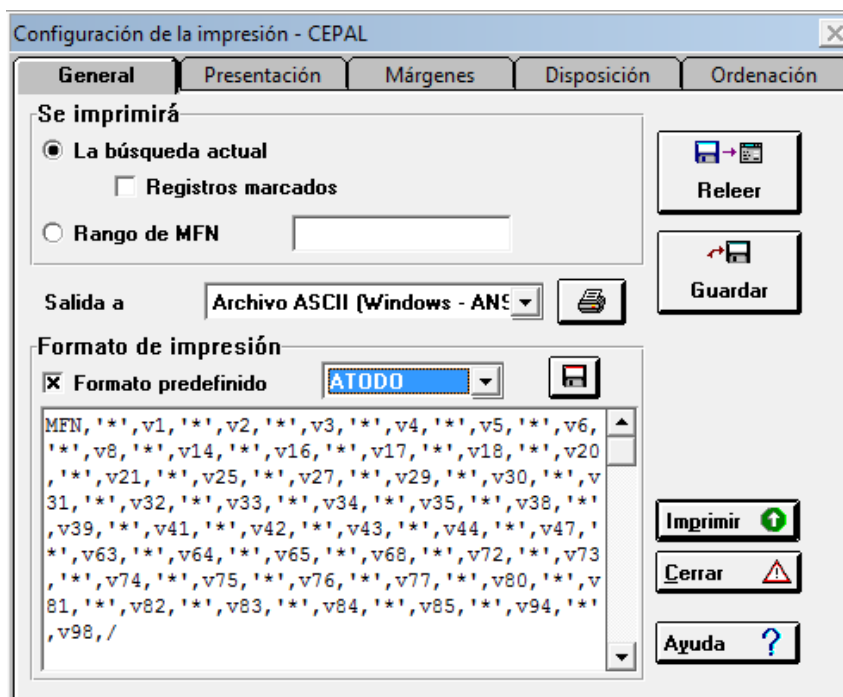 Configuración de la impresión - CEPAL
General
Presentación
Márgenes
Disposición
Ordenación
Se imprimirá
La búsqueda actual
Registros marcados
Rango de MFN
Releer
Guardar
Salida a
Archivo ASCII (Windows - ANS
Formato de impresión
Formato predefinido
ATODO
MFN,'*',v1,'*',v2,'*',v3,'*',v4,'*',v5,'*',v6,
'*',v8,'*',v14,'*',v16,'*',v17,'*',v18,'*',v20
,'*',v21,'*',v25,'*',v27,'*',v29,'*',v30,'*',v
31,'*',v32,'*',v33,'*',v34,'*',v35,'*',v38,'*'
,v39,'*',v41,'*',v42,'*',v43,'*',v44,'*',v47,'
*',v63,'*',v64,'*',v65,'*',v68,'*',v72,'*',v73
,'*',v74,'*',v75,'*',v76,'*',v77,'*',v80,'*',v
81,'*',v82,'*',v83,'*',v84,'*',v85,'*',v94,'*'
,v98,/
Imprimir
Cerrar
Ayuda